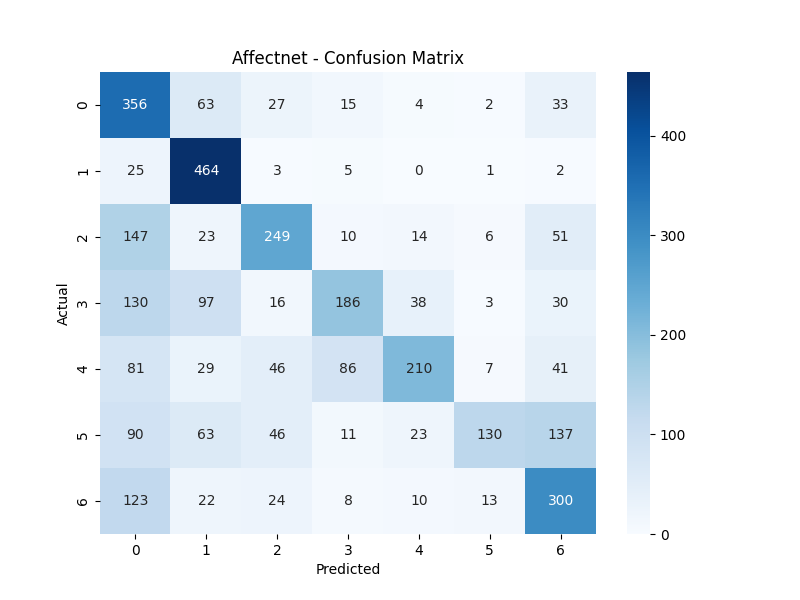 Affectnet - Confusion Matrix
0 356 63 27 15 4 2 33
1 25 464 3 5 0 1 2
2 147 23 249 10 14 6 51
3 130 97 16 186 38 3 30
4 81 29 46 86 210 7 41
5 90 63 46 11 23 130 137
6 123 22 24 8 10 13 300
0 1 2 3 4 5 6
Predicted
Actual
400
300
200
100
0